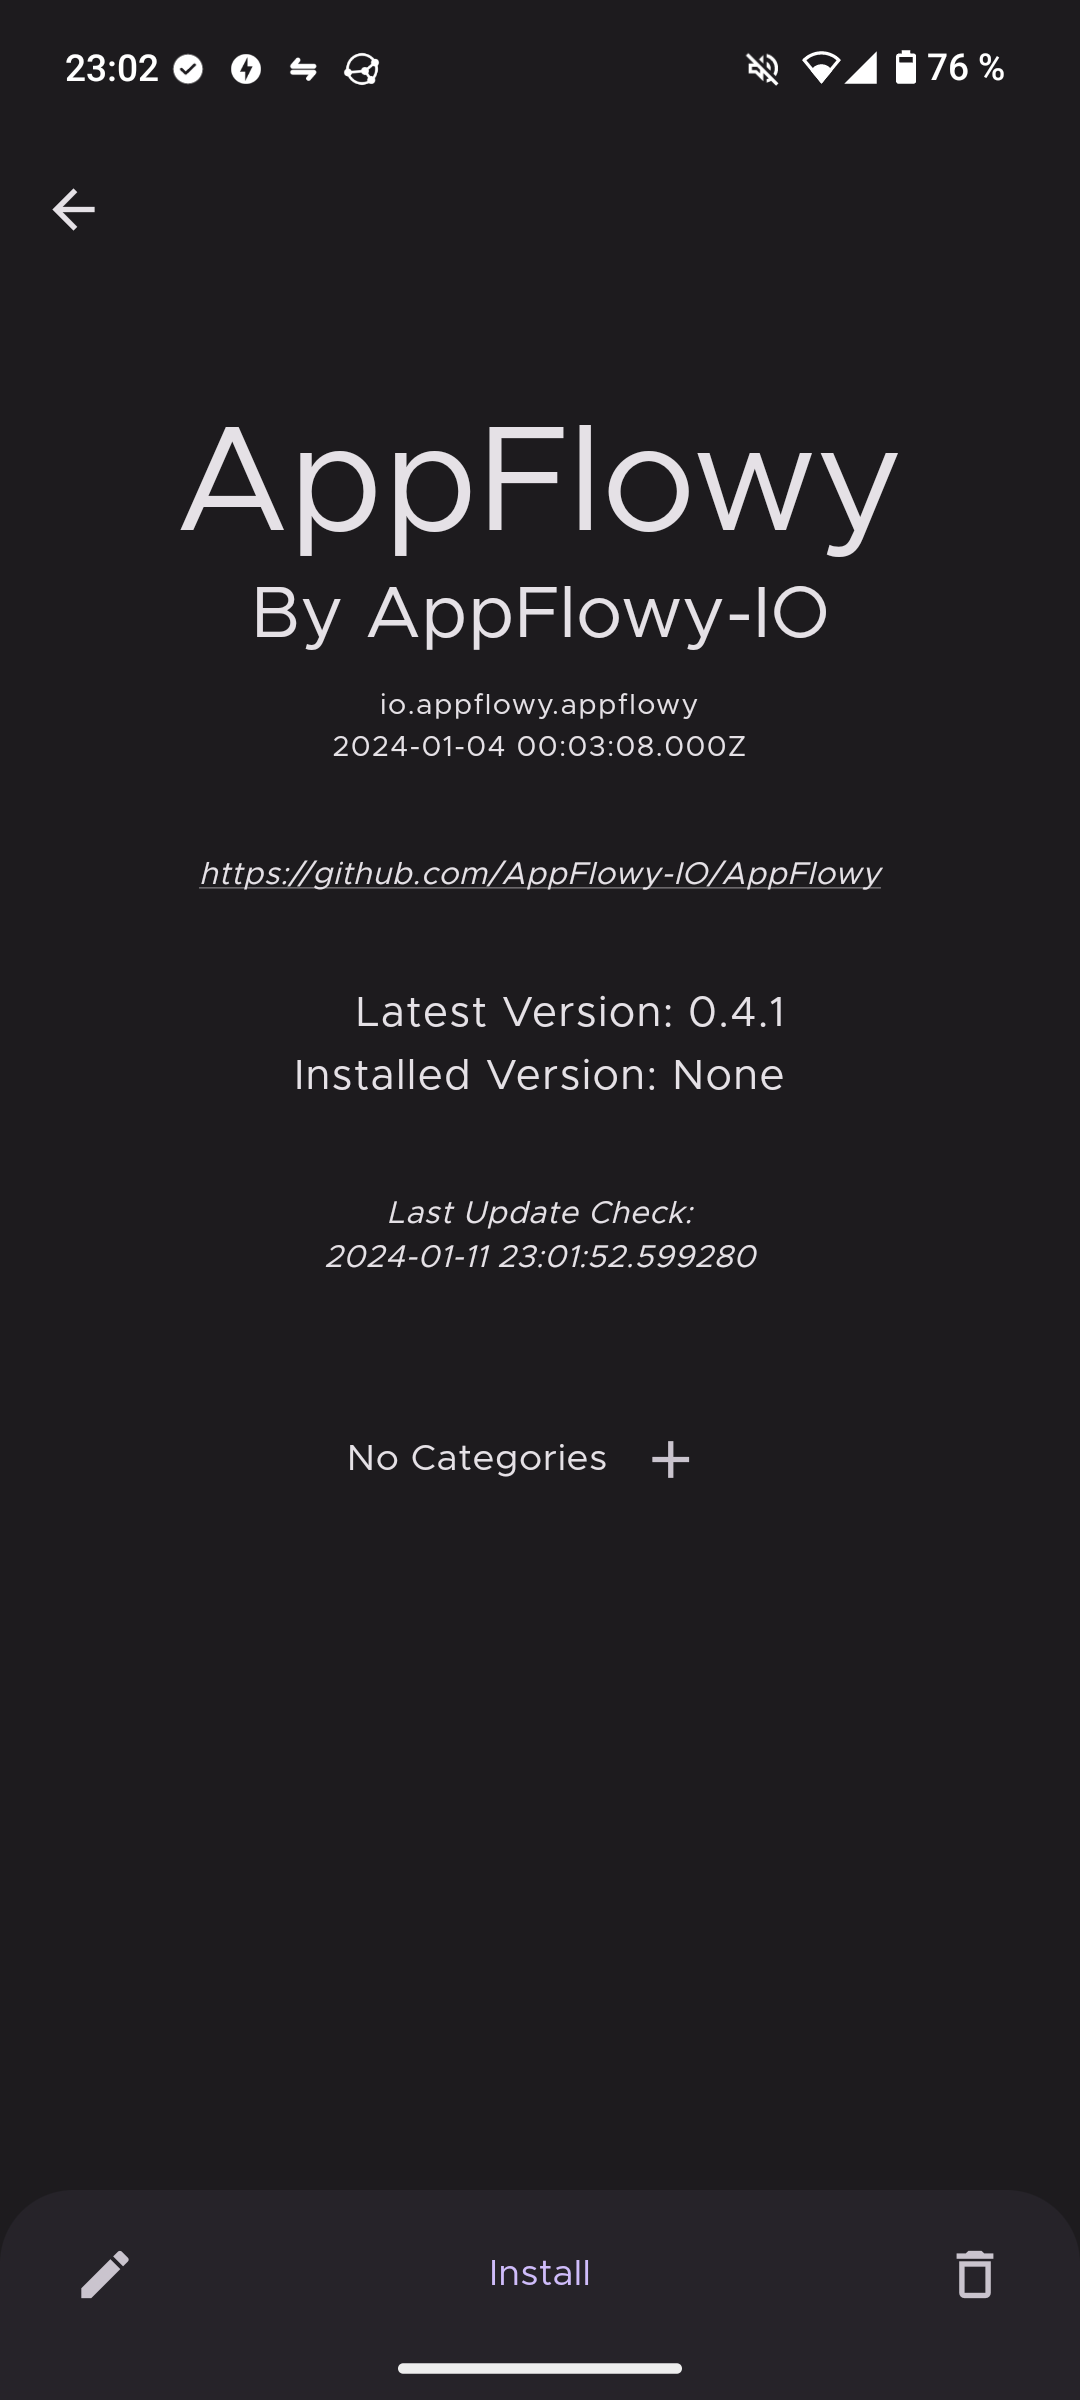 23:02
76 %
AppFlowy
By AppFlowy-IO
io.appflowy.appflowy
2024-01-04 00:03:08.000Z
https://github.com/AppFlowy-IO/AppFlowy
Latest Version: 0.4.1
Installed Version: None
Last Update Check:
2024-01-11 23:01:52.599280
No Categories
Install